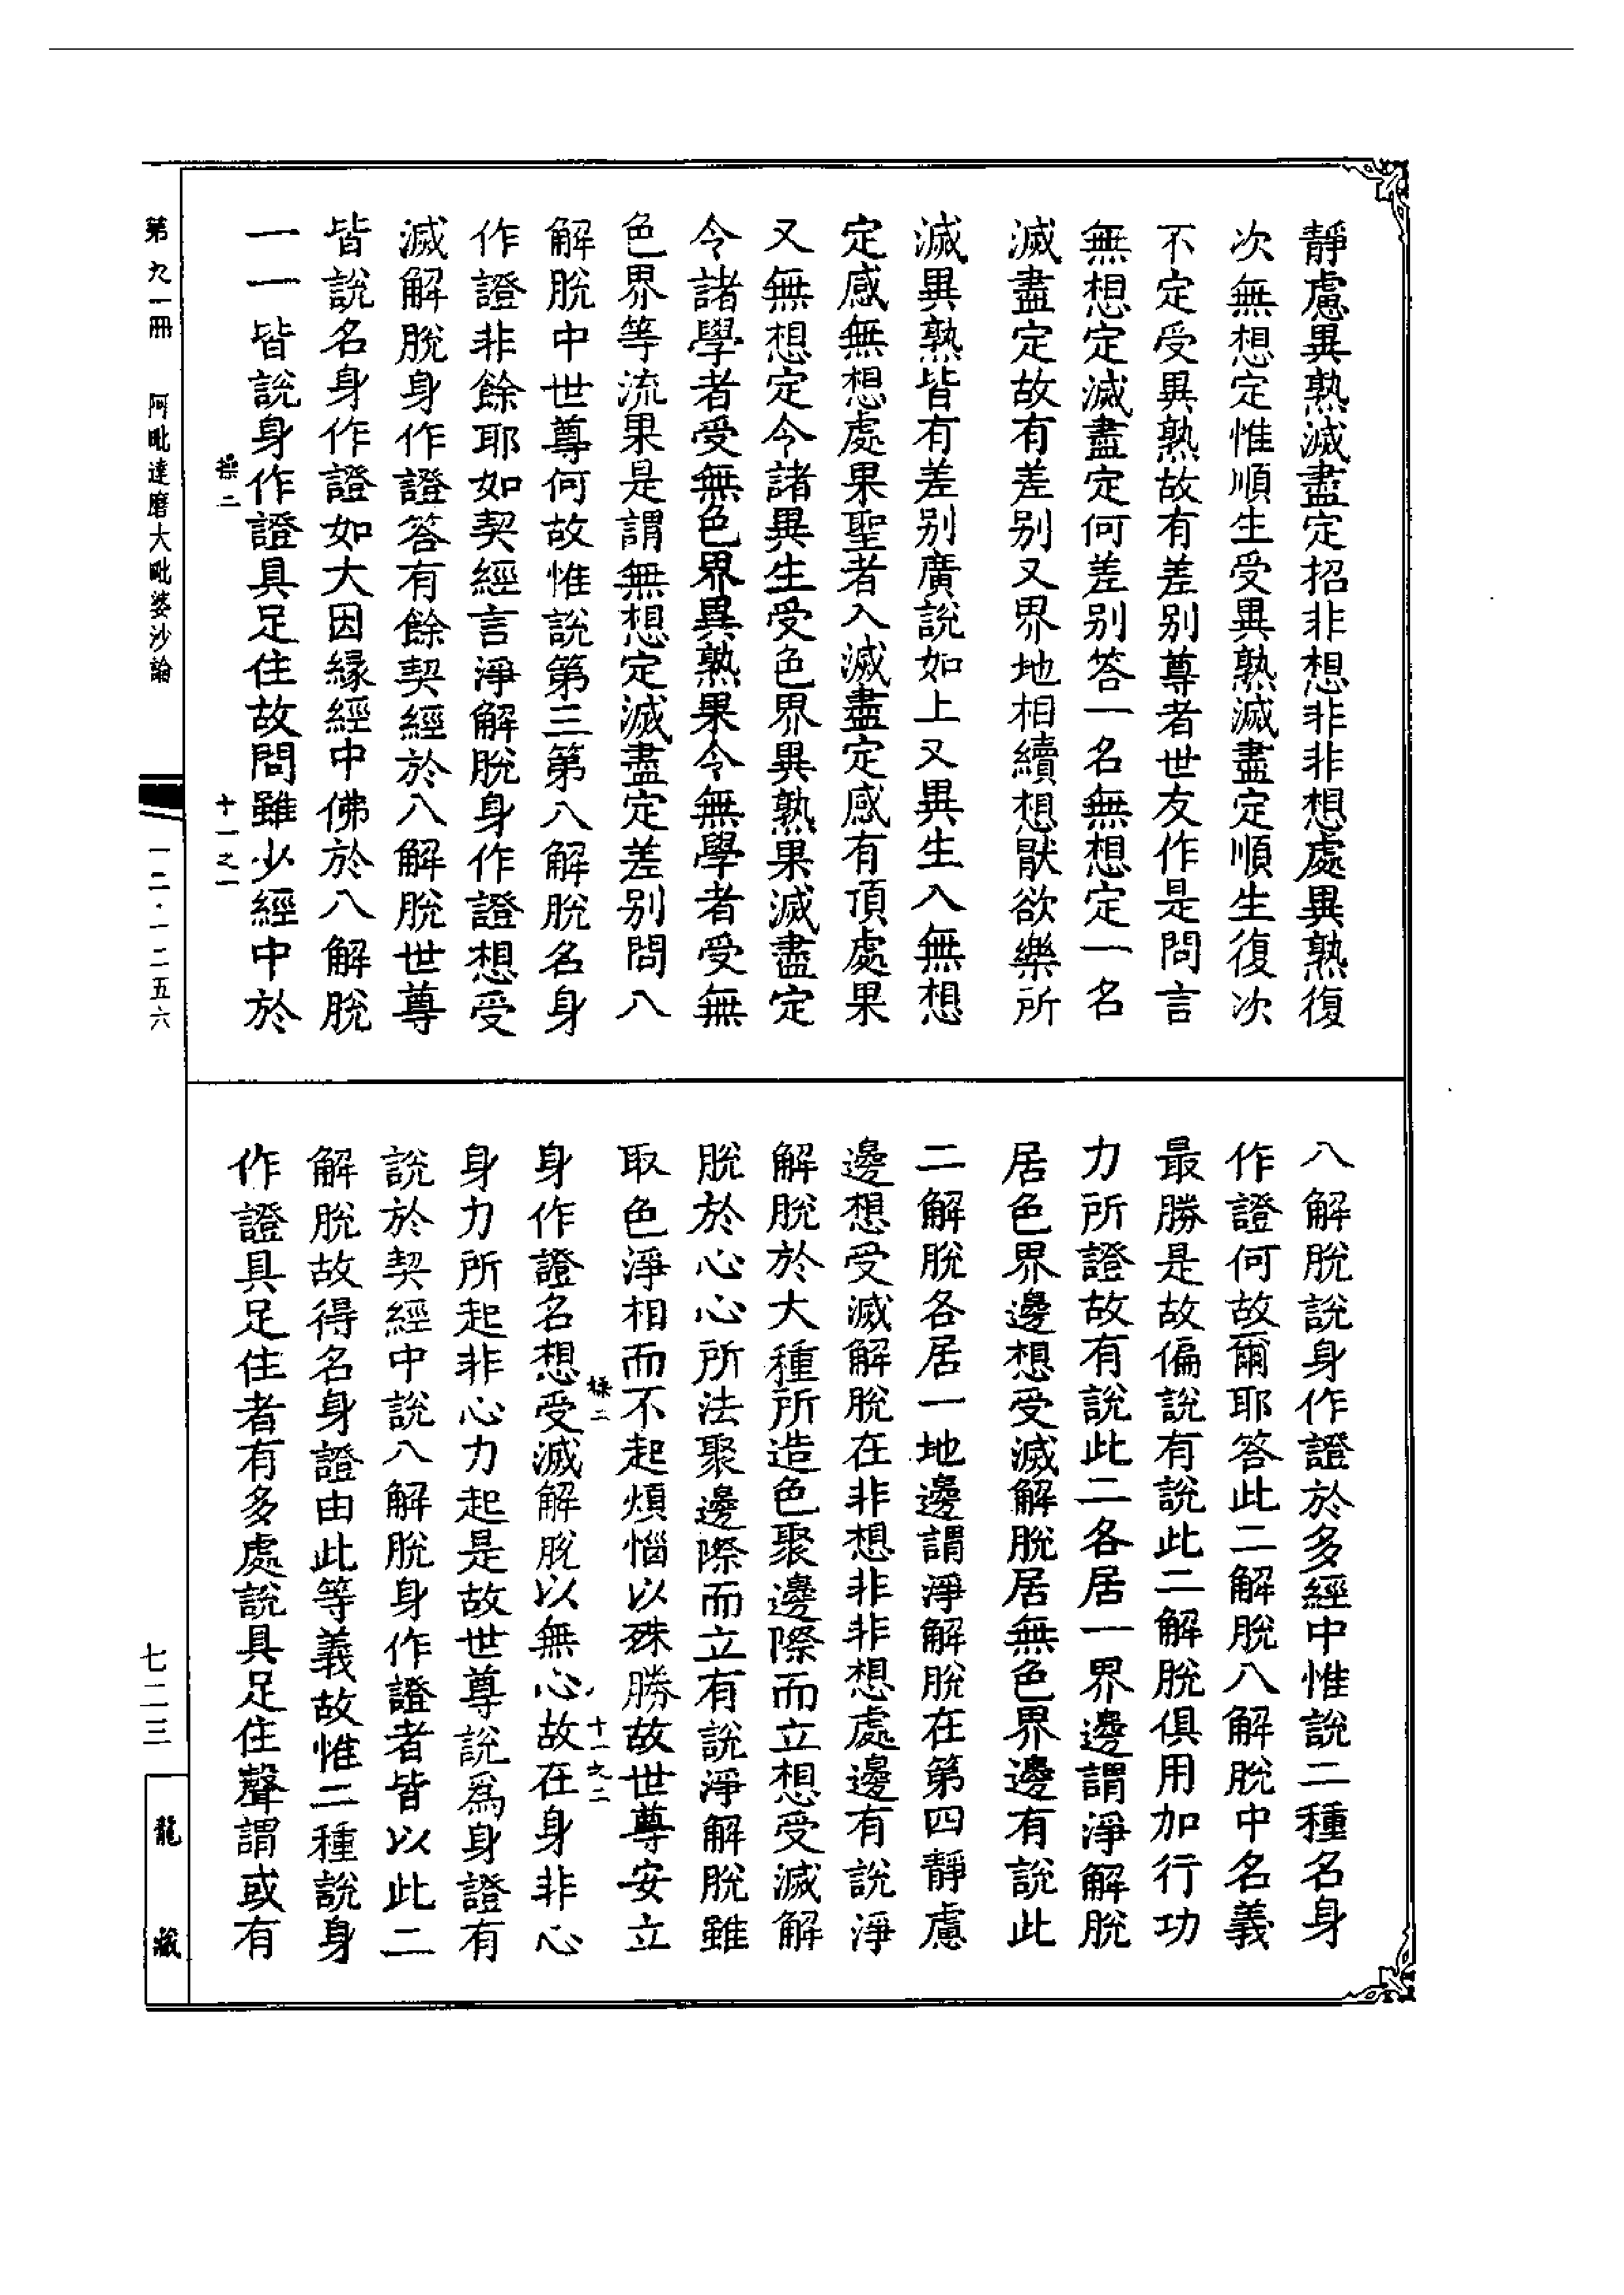 靜慮異熟滅盡定招非想非非想處異熟復
次無想定惟順生受異熟滅盡定順生復次
不定受異熟故有差别尊者世友作是問言
無想定滅盡定何差别答一名無想定一名
滅盡定故有差别又界地相續想猒欲樂所
滅異熟皆有差别廣說如上又異生入無想
定感無想處果聖者入滅盡定感有頂處果
又無想定令諸異生受色界異熟果滅盡定
令諸學者受無色界異熟果令無學者受無
色界等流果是謂無想定滅盡定差别問八
解脫中世尊何故惟說第三第八解脫名身
作證非餘耶如契經言淨解脫身作證想受
滅解脫身作證答有餘契經於八解脫世尊
皆說名身作證如大因緣經中佛於八解脫
一一皆說身作證具足住故問雖少經中於
操二
十一之一
八解脫說身作證於多經中惟說二種名身
作證何故爾耶答此二解脫八解脫中名義
最勝是故偏說有說此二解脫俱用加行功
力所證故有說此二各居一界邊謂淨解脫
居色界邊想受滅解脫居無色界邊有說此
二解脫各居一地邊謂淨解脫在第四靜慮
邊想受滅解脫在非想非非想處邊有說淨
解脫於大種所造色聚邊際而立想受滅解
脫於心心所法聚邊際而立有說淨解脫雖
取色淨相而不起煩惱以殊勝故世尊安立
操二
十一之二
身作證名想受滅解脫以無心故在身非心
身力所起非心力起是故世尊說爲身證有
說於契經中說八解脫身作證者皆以此二
解脫故得名身證由此等義故惟二種說身
作證具足住者有多處說具足住聲謂或有
第九一冊
阿毗達磨大毗婆沙論
一二·一二五六
七二三
龍藏